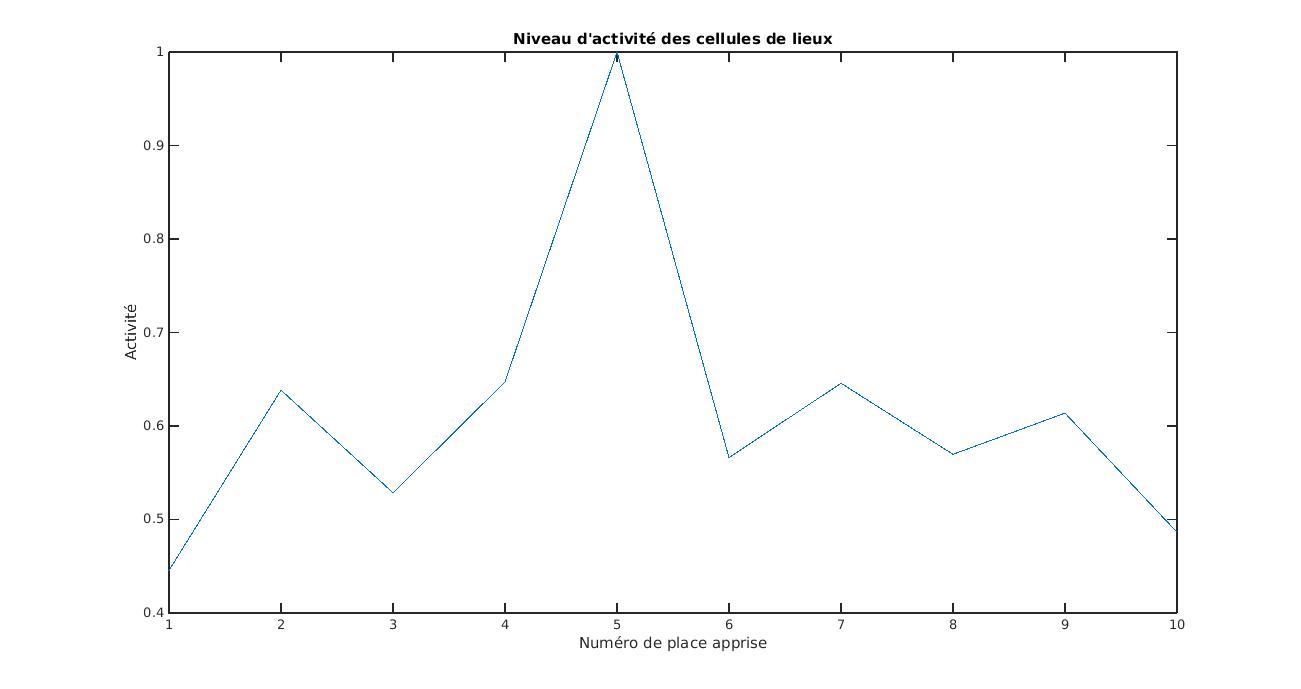 Niveau d'activité des cellules de lieux
1
0.9
0.8
0.7
0.6
0.5
0.4
Activité
1 2 3 4 5 6 7 8 9 10
Numéro de place apprise